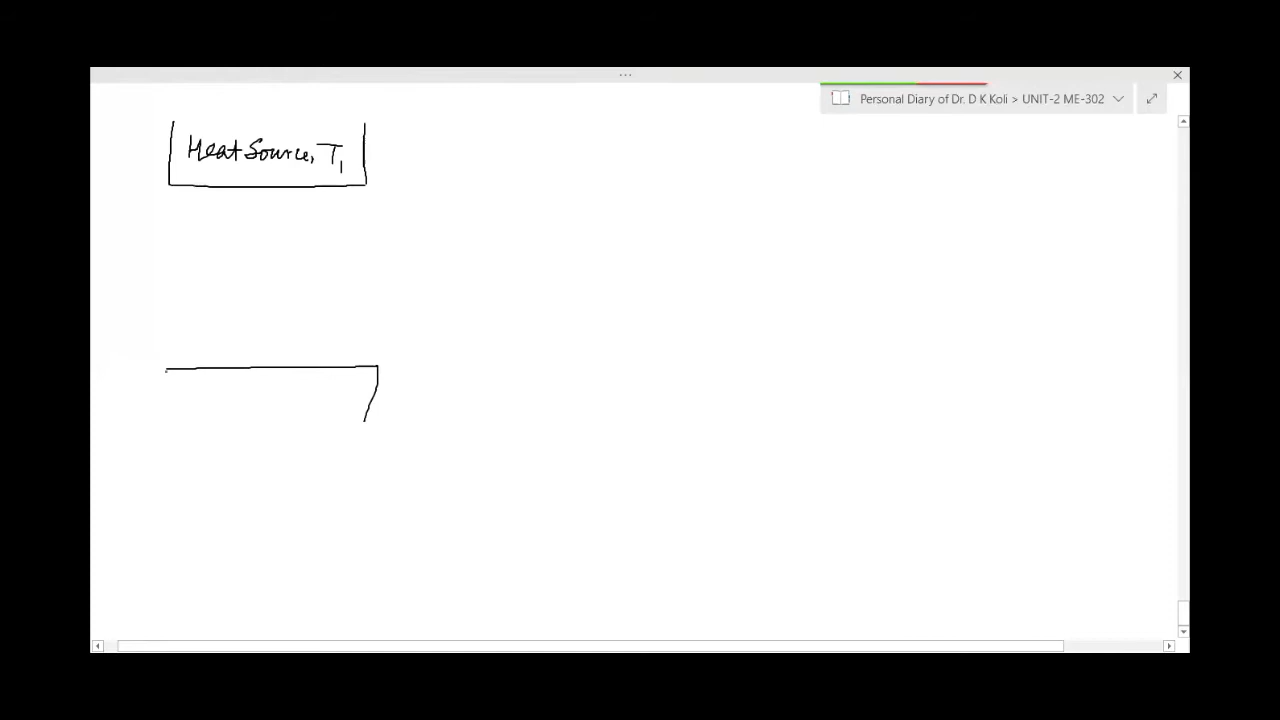 Personal Diary of Dr. D K Koli > UNIT-2 ME-302
Heat Source, T1